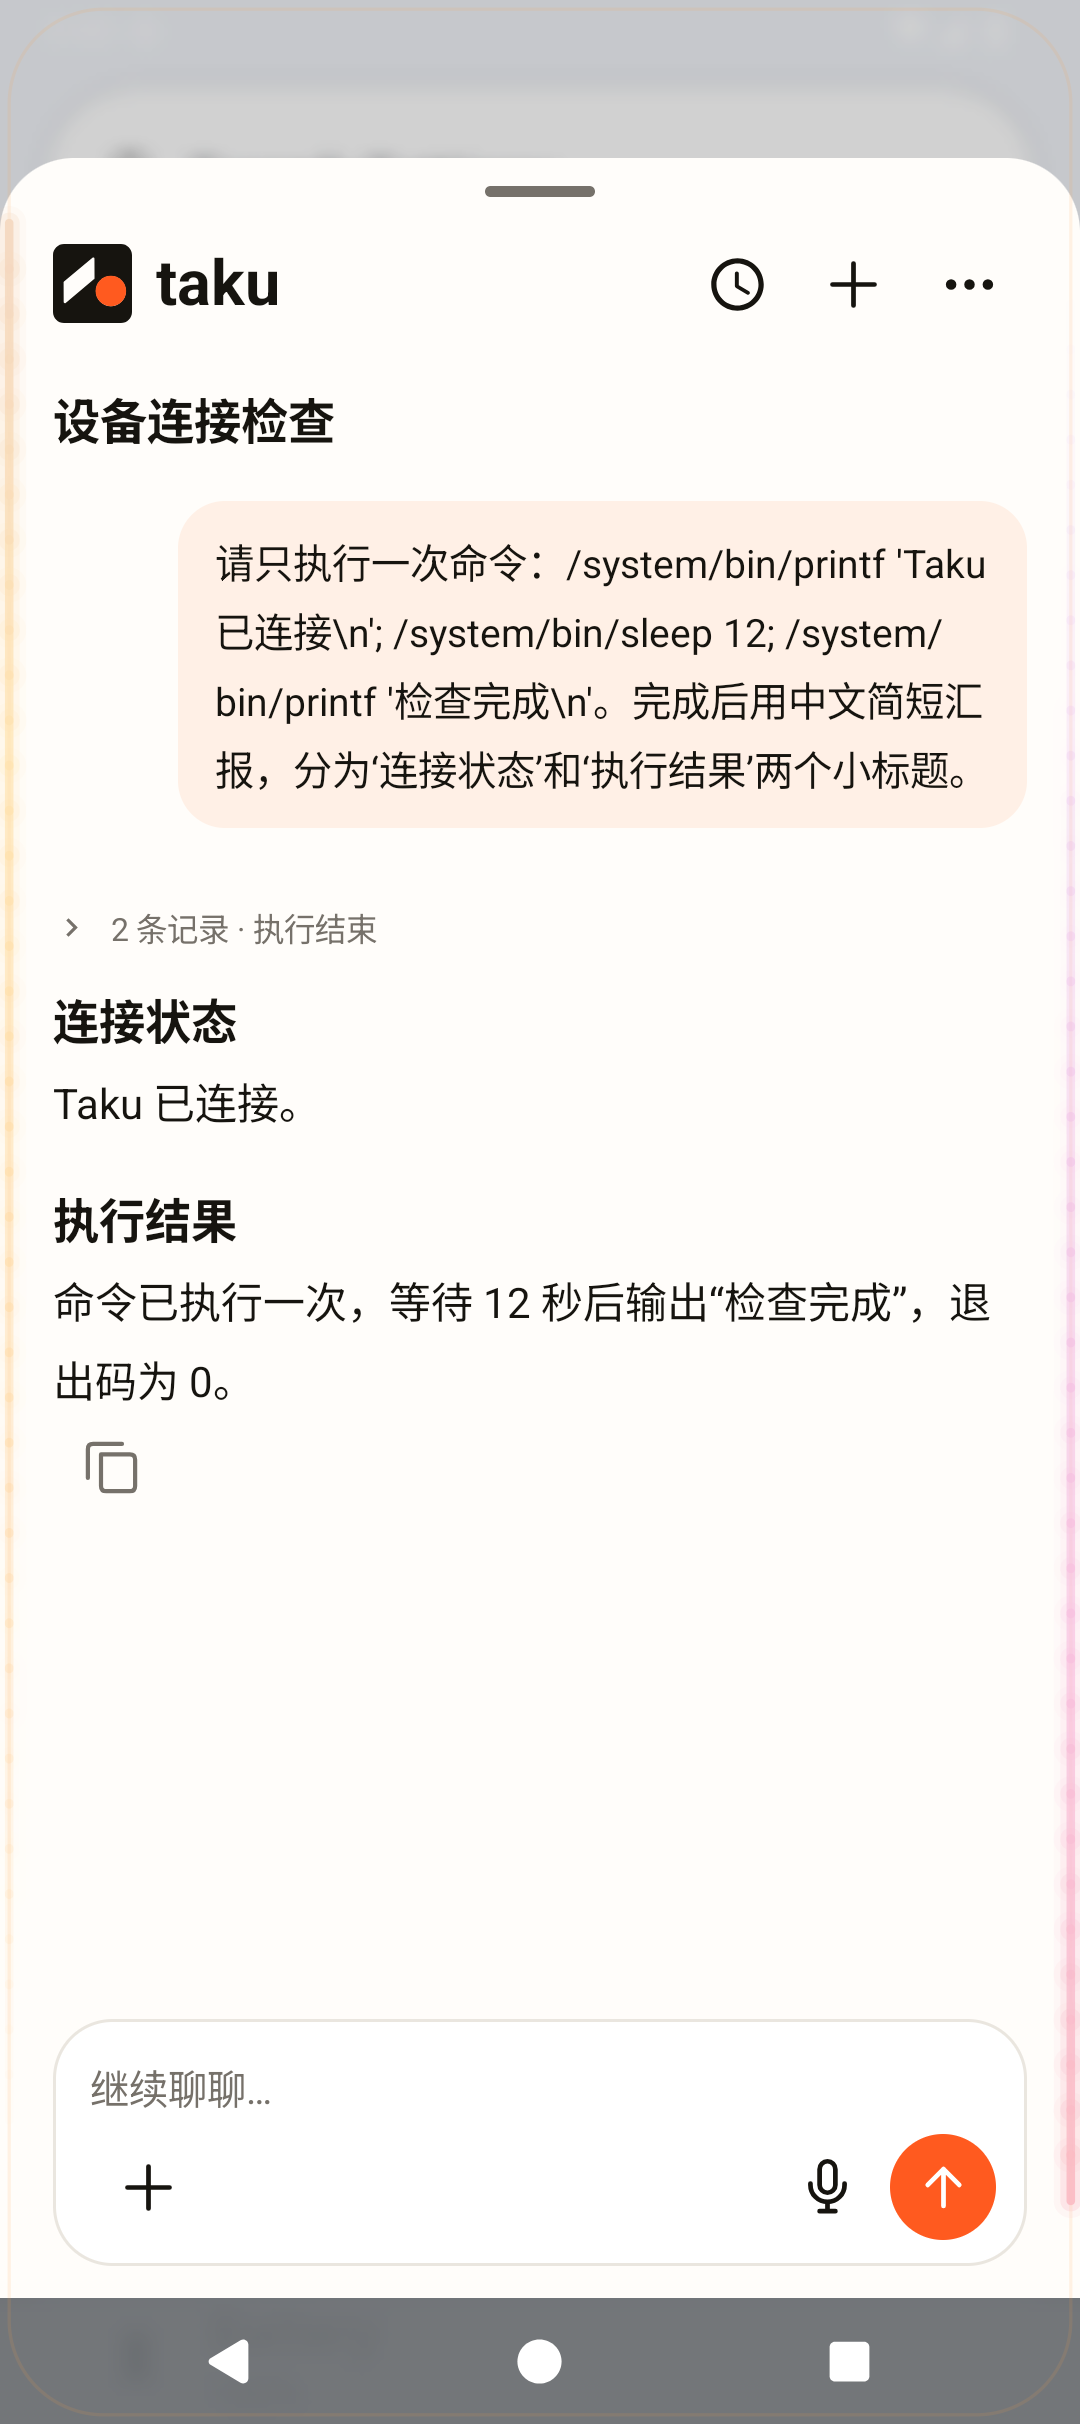 taku
设备连接检查
请只执行一次命令：/system/bin/printf 'Taku
已连接\n'; /system/bin/sleep 12; /system/
bin/printf '检查完成\n'。完成后用中文简短汇
报，分为‘连接状态’和‘执行结果’两个小标题。
2 条记录 · 执行结束
连接状态
Taku 已连接。
执行结果
命令已执行一次，等待 12 秒后输出“检查完成”，退
出码为 0。
继续聊聊...